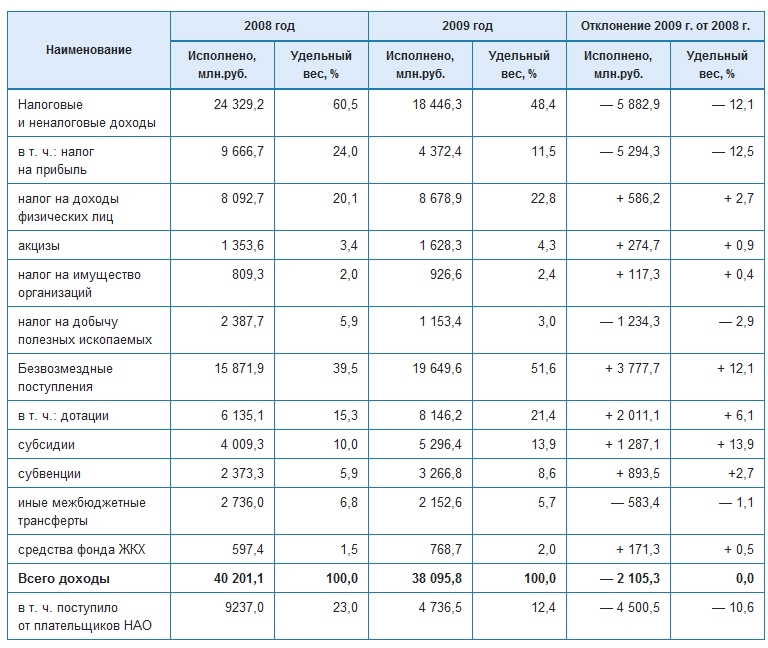 Наименование 2008 год 2009 год Отклонение 2009 г. от 2008 г.
Исполнено, Удельный Исполнено, Удельный Исполнено, Удельный
млн.руб. вес, % млн.руб. вес, % млн.руб. вес, %
Налоговые 24 329,2 60,5 18 446,3 48,4 — 5 882,9 — 12,1
и неналоговые доходы
в т. ч.: налог 9 666,7 24,0 4 372,4 11,5 — 5 294,3 — 12,5
на прибыль
налог на доходы 8 092,7 20,1 8 678,9 22,8 + 586,2 + 2,7
физических лиц
акцизы 1 353,6 3,4 1 628,3 4,3 + 274,7 + 0,9
налог на имущество 809,3 2,0 926,6 2,4 + 117,3 + 0,4
организаций
налог на добычу 2 387,7 5,9 1 153,4 3,0 — 1 234,3 — 2,9
полезных ископаемых
Безвозмездные 15 871,9 39,5 19 649,6 51,6 + 3 777,7 + 12,1
поступления
в т. ч.: дотации 6 135,1 15,3 8 146,2 21,4 + 2 011,1 + 6,1
субсидии 4 009,3 10,0 5 296,4 13,9 + 1 287,1 + 13,9
субвенции 2 373,3 5,9 3 266,8 8,6 + 893,5 +2,7
иные межбюджетные 2 736,0 6,8 2 152,6 5,7 — 583,4 — 1,1
трансферты
средства фонда ЖКХ 597,4 1,5 768,7 2,0 + 171,3 + 0,5
Всего доходы 40 201,1 100,0 38 095,8 100,0 — 2 105,3 0,0
в т. ч. поступило 9237,0 23,0 4 736,5 12,4 — 4 500,5 — 10,6
от плательщиков НАО